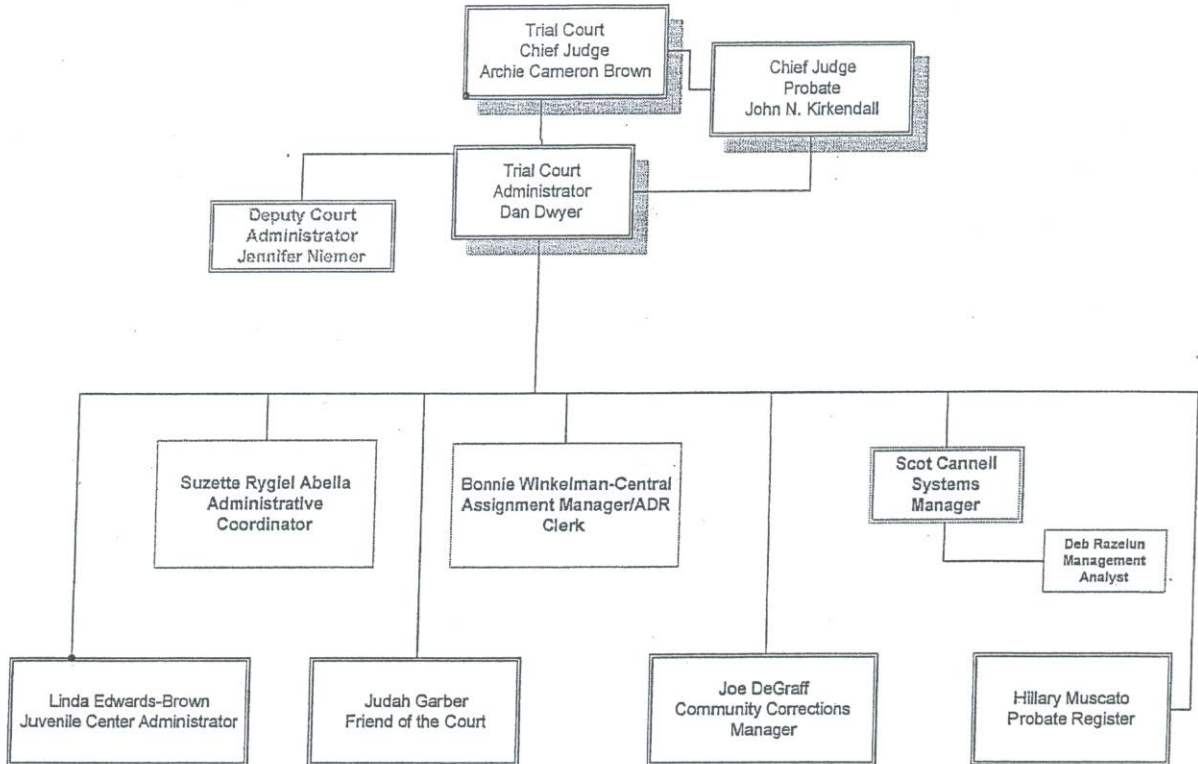 Trial Court
Chief Judge
Archie Cameron Brown
Chief Judge
Probate
John N. Kirkendall
Trial Court
Administrator
Dan Dwyer
Deputy Court
Administrator
Jennifer Niemer
Suzette Rygiel Abella
Administrative
Coordinator
Bonnie Winkelman-Central
Assignment Manager/ADR
Clerk
Scot Cannell
Systems
Manager
Deb Razelun
Management
Analyst
Linda Edwards-Brown
Juvenile Center Administrator
Judah Garber
Friend of the Court
Joe DeGraff
Community Corrections
Manager
Hillary Muscato
Probate Register